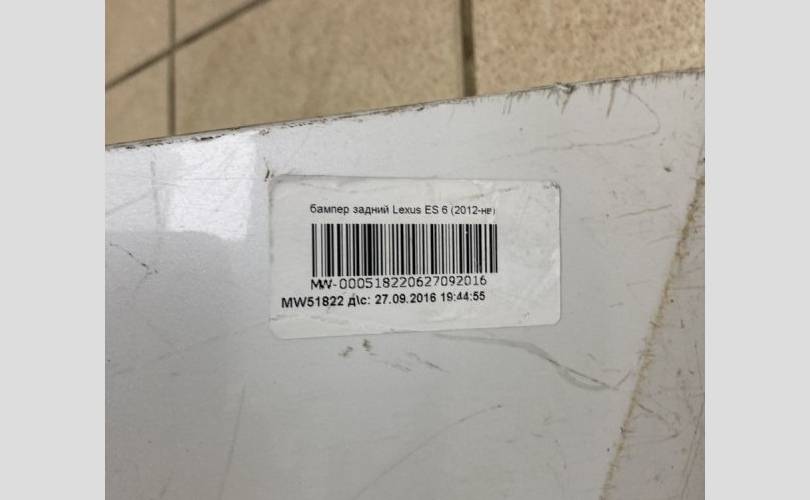 бампер задний Lexus ES 6 (2012-нв)
MW-000518220627092016
MW51822 д\с: 27.09.2016 19:44:55